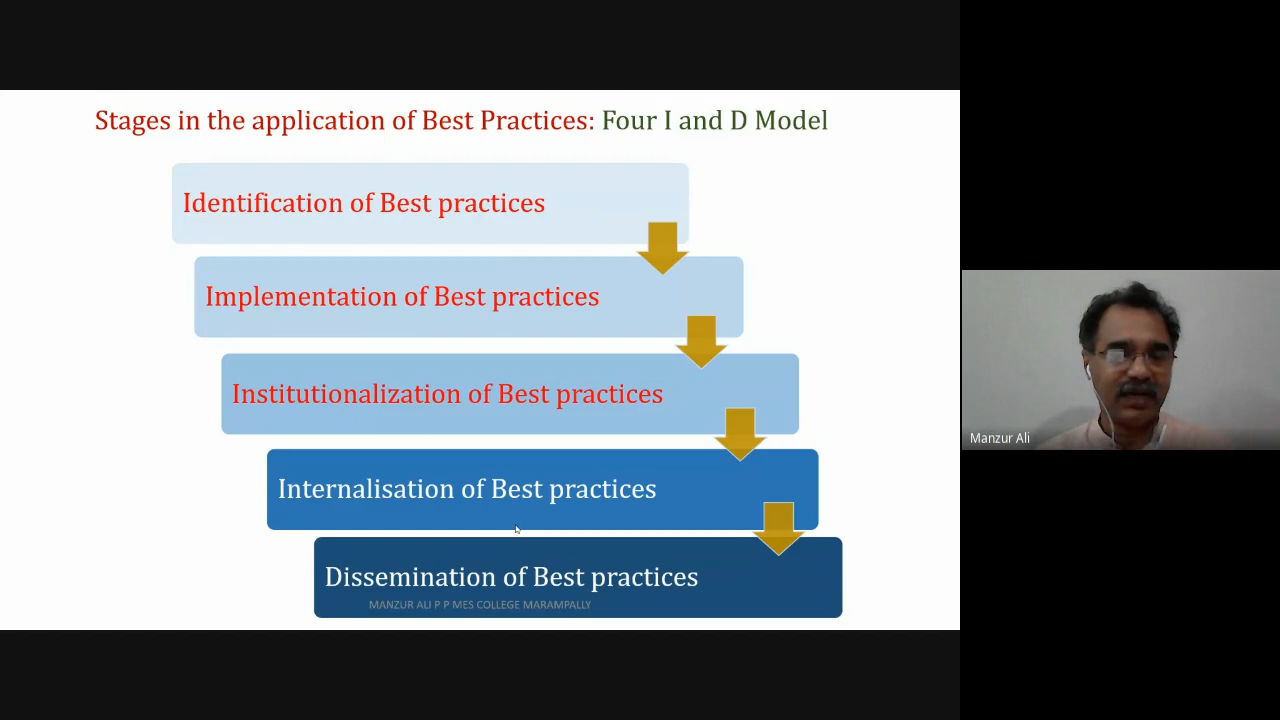 Stages in the application of Best Practices: Four I and D Model
Identification of Best practices
Implementation of Best practices
Institutionalization of Best practices
Internalisation of Best practices
Dissemination of Best practices
MANZUR ALI P P MES COLLEGE MARAMPALLY
Manzur Ali